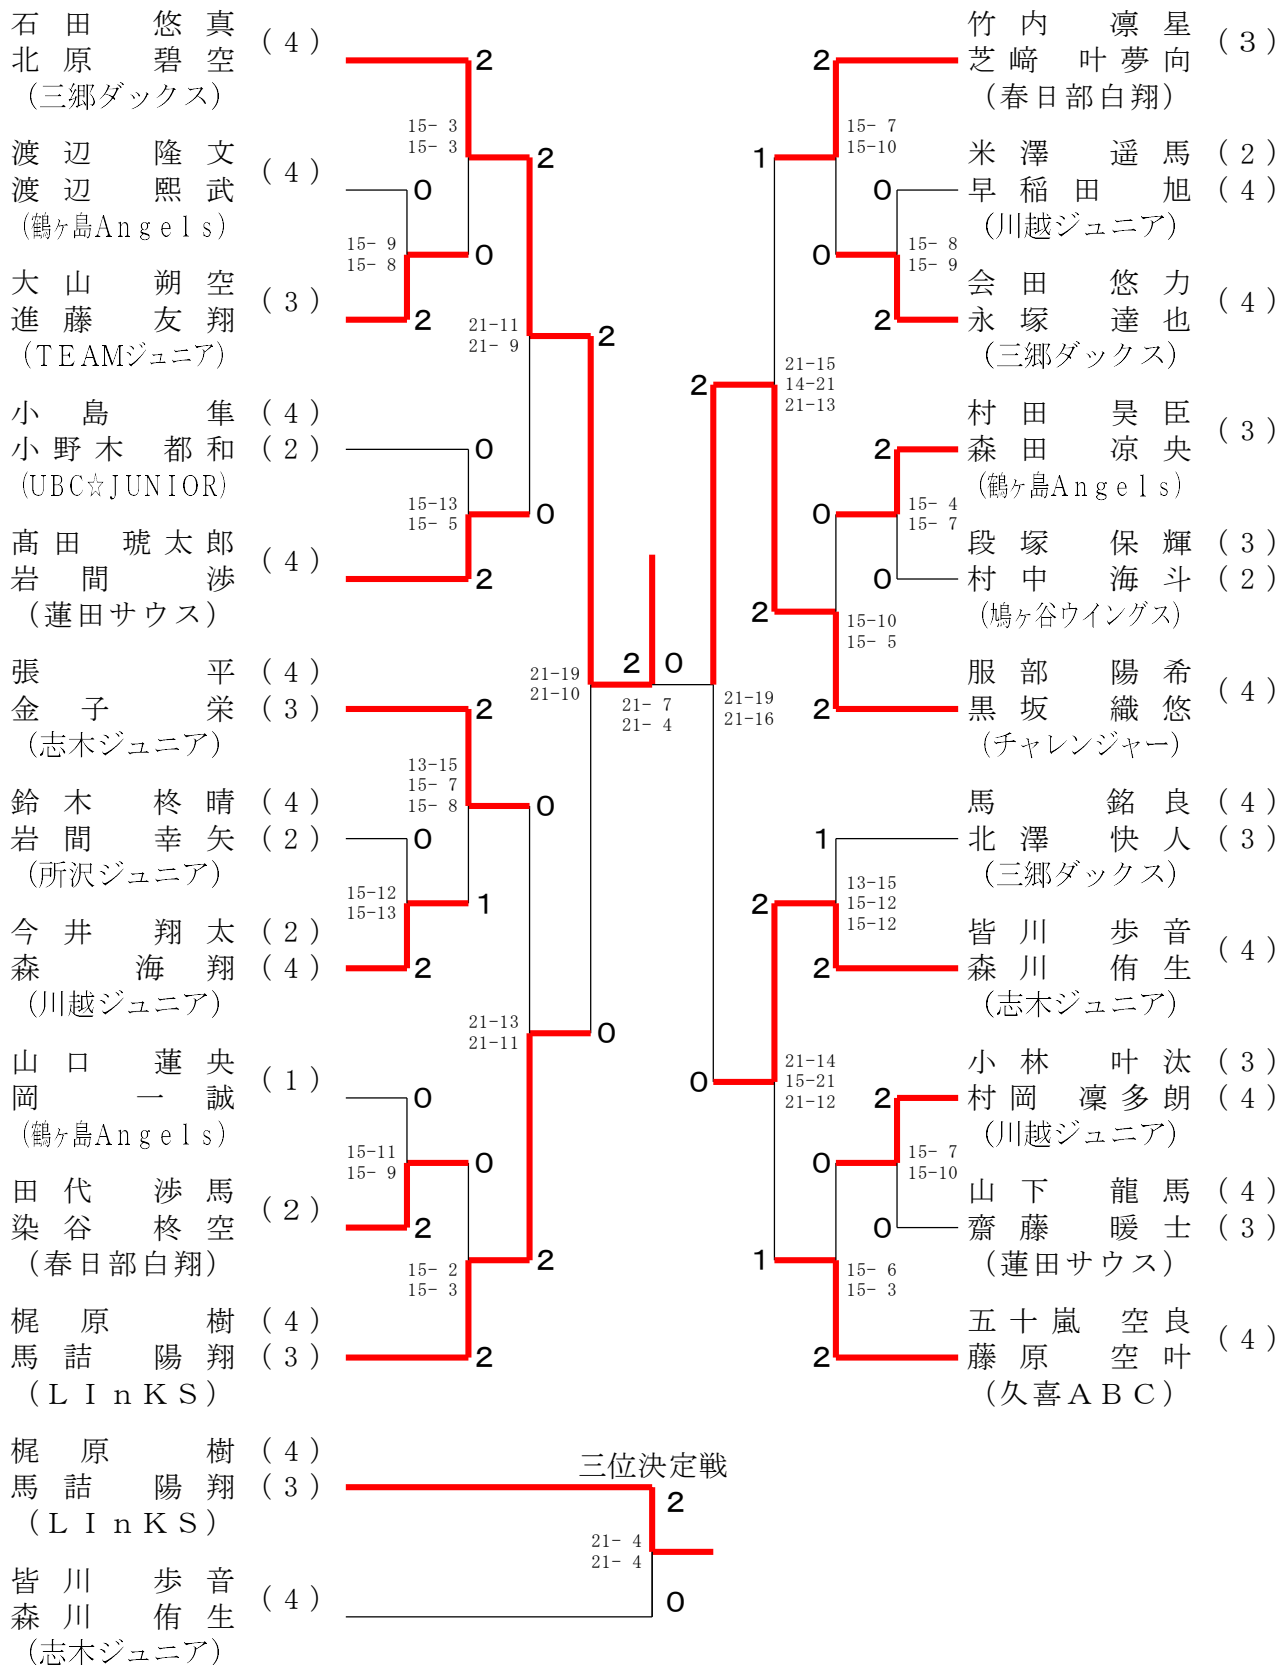 石田 悠真
北原 碧空
(4)
(三郷ダックス)
渡辺 隆文
渡辺 熙武
(4)
(鶴ヶ島Angels)
大山 朔空
進藤 友翔
(3)
(TEAMジュニア)
小島 隼 (4)
小野木 都和 (2)
(UBC☆JUNIOR)
髙田 琥太郎
岩間 渉
(4)
(蓮田サウス)
張 平 (4)
金子 栄 (3)
(志木ジュニア)
鈴木 柊晴 (4)
岩間 幸矢 (2)
(所沢ジュニア)
今井 翔太 (2)
森 海翔 (4)
(川越ジュニア)
山口 蓮央
岡 一誠
(1)
(鶴ヶ島Angels)
田代 渉馬
染谷 柊空
(2)
(春日部白翔)
梶原 樹 (4)
馬詰 陽翔 (3)
(LInKS)
2
15- 3
15- 3
2
0
15- 9
15- 8
0
2
21-11
21- 9
2
0
15-13
15- 5
0
2
21-19
21-10
2
13-15
15- 7
15- 8
0
0
15-12
15-13
1
2
21-13
21-11
0
0
15-11
15- 9
0
2
15- 2
15- 3
2
2
2 0
21- 7
21- 4
竹内 凛星
芝﨑 叶夢向
(3)
(春日部白翔)
米澤 遥馬 (2)
早稲田 旭 (4)
(川越ジュニア)
会田 悠力
永塚 達也
(4)
(三郷ダックス)
村田 昊臣
森田 凉央
(3)
(鶴ヶ島Angels)
段塚 保輝 (3)
村中 海斗 (2)
(鳩ヶ谷ウイングス)
服部 陽希
黒坂 織悠
(4)
(チャレンジャー)
馬 銘良 (4)
北澤 快人 (3)
(三郷ダックス)
皆川 歩音
森川 侑生
(4)
(志木ジュニア)
小林 叶汰 (3)
村岡 凜多朗 (4)
(川越ジュニア)
山下 龍馬 (4)
齋藤 暖士 (3)
(蓮田サウス)
五十嵐 空良
藤原 空叶
(4)
(久喜ABC)
2
15- 7
15-10
1
0
15- 8
15- 9
0
2
21-15
14-21
21-13
2
2
15- 4
15- 7
0
0
2
15-10
15- 5
2
21-19
21-16
1
13-15
15-12
15-12
2
2
21-14
15-21
21-12
0
2
15- 7
15-10
0
0
1
15- 6
15- 3
2
梶原 樹 (4)
馬詰 陽翔 (3)
(LInKS)
三位決定戦
2
21- 4
21- 4
0
皆川 歩音
森川 侑生
(4)
(志木ジュニア)